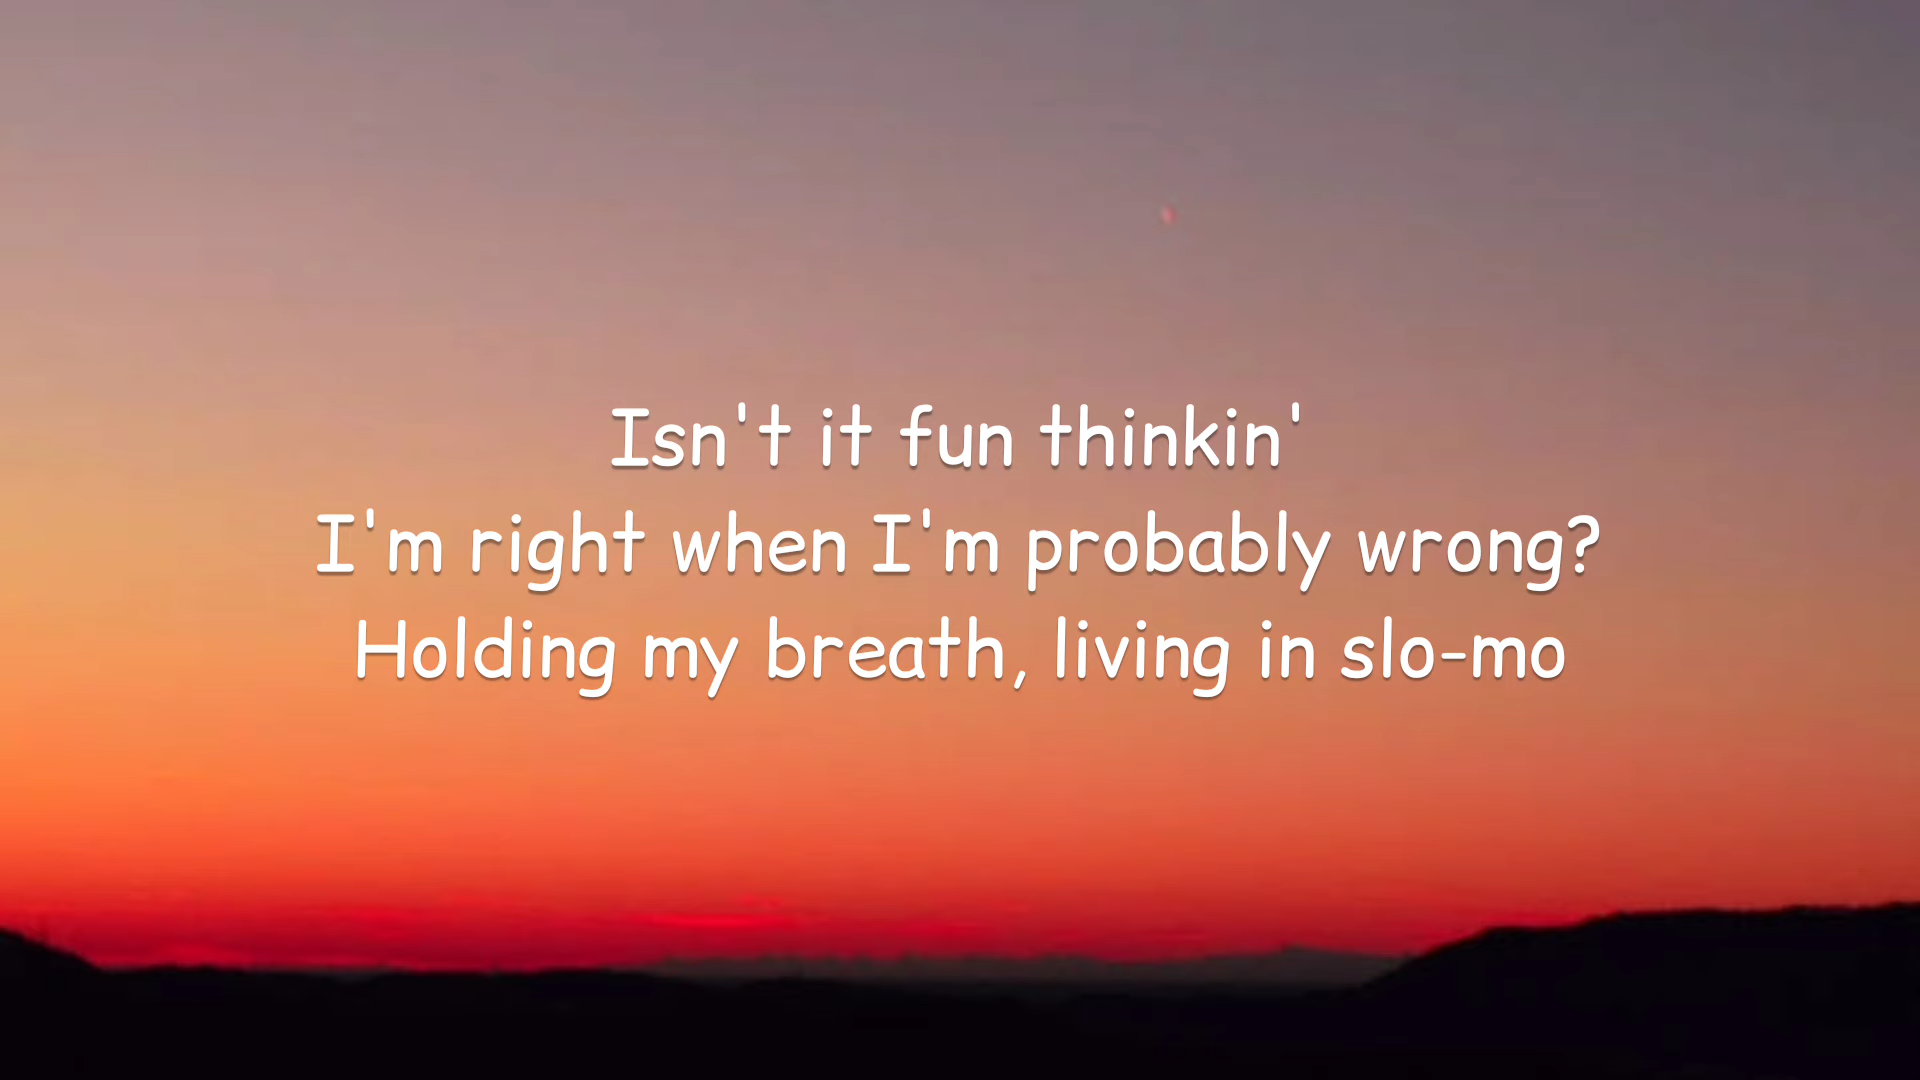 Isn't it fun thinkin'
I'm right when I'm probably wrong?
Holding my breath, living in slo-mo